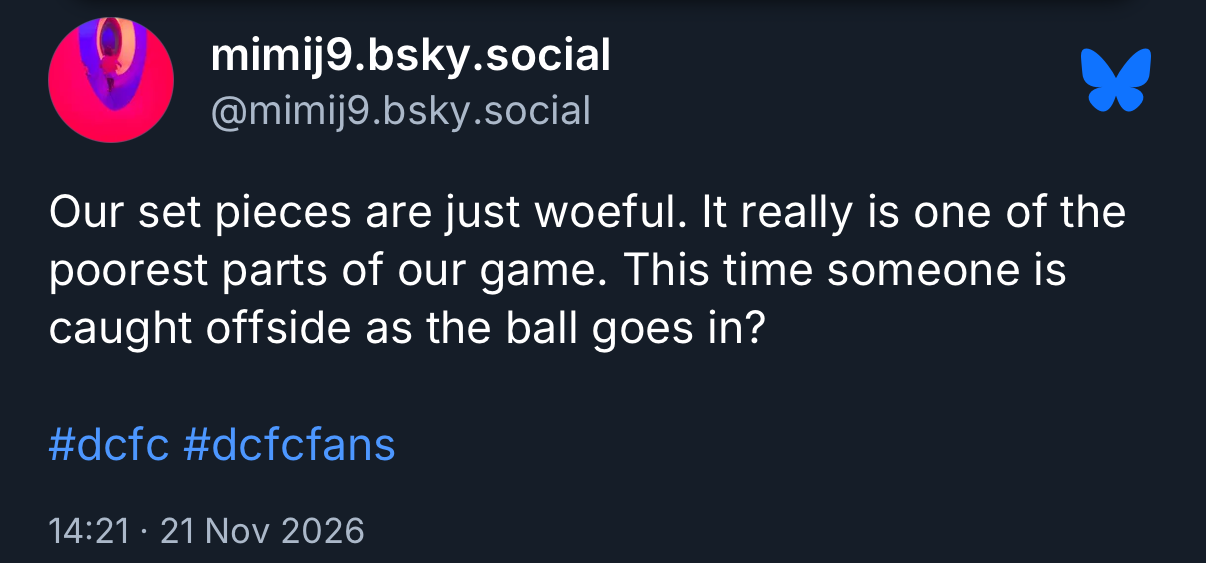 mimij9.bsky.social
@mimij9.bsky.social
Our set pieces are just woeful. It really is one of the
poorest parts of our game. This time someone is
caught offside as the ball goes in?
#dcfc #dcfcfans
14:21 · 21 Nov 2026